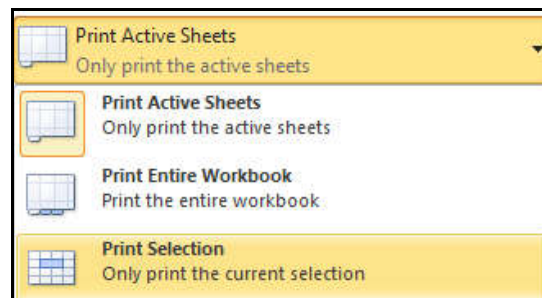 Print Active Sheets
Only print the active sheets
Print Active Sheets
Only print the active sheets
Print Entire Workbook
Print the entire workbook
Print Selection
Only print the current selection